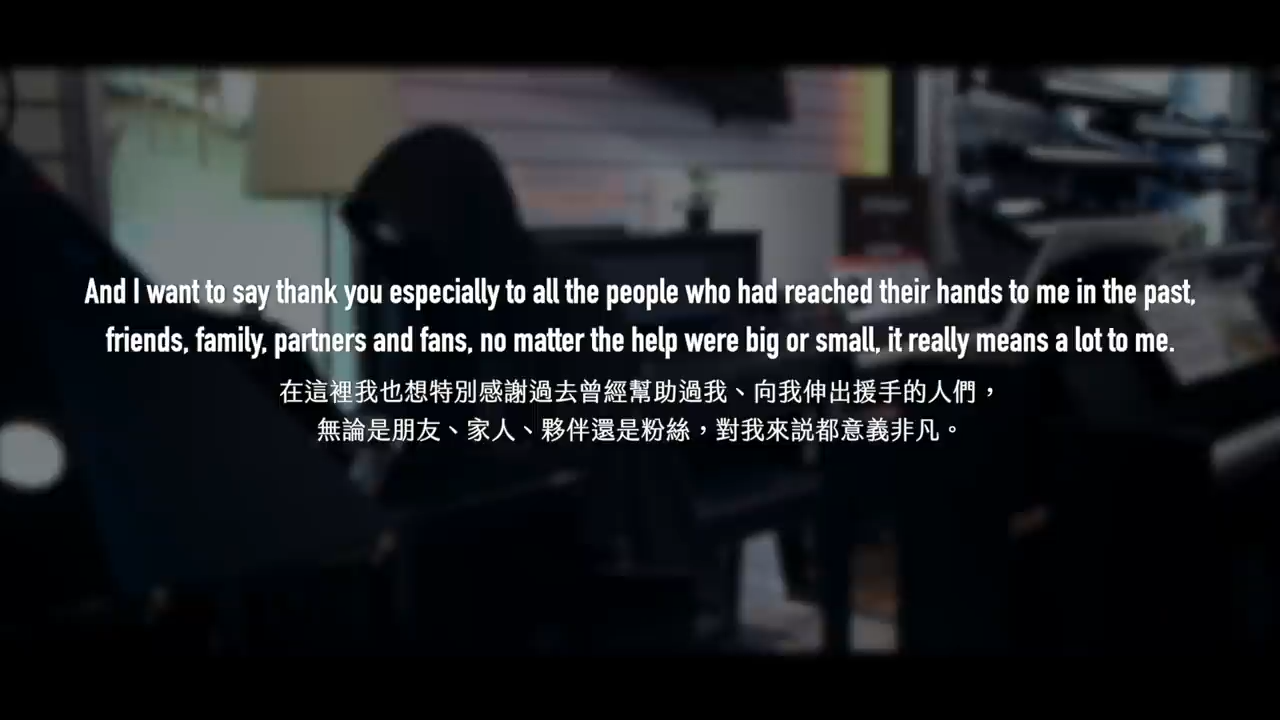 And I want to say thank you especially to all the people who had reached their hands to me in the past,
friends, family, partners and fans, no matter the help were big or small, it really means a lot to me.
在這裡我也想特別感謝過去曾經幫助過我、向我伸出援手的人們，
無論是朋友、家人、夥伴還是粉絲，對我來說都意義非凡。